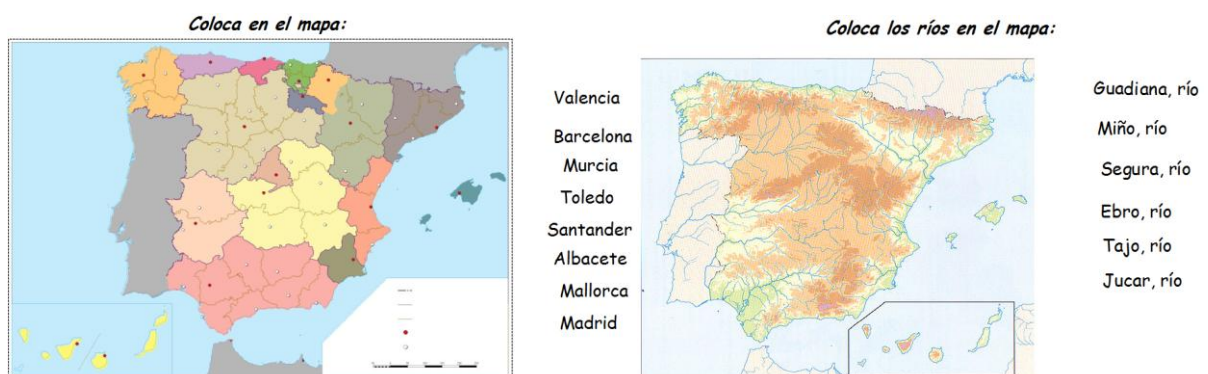 Coloca en el mapa:
Valencia
Barcelona
Murcia
Toledo
Santander
Albacete
Mallorca
Madrid
Coloca los ríos en el mapa:
Guadiana, río
Miño, río
Segura, río
Ebro, río
Tajo, río
Jucar, río